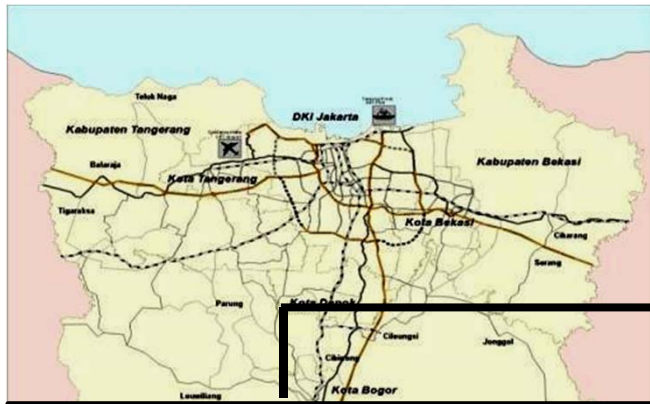 Teluk Naga
DKI Jakarta
Kabupaten Tangerang
Kabupaten Bekasi
Balaraja
Kota Tangerang
Tigaraksa
Kota Bekasi
Cikarang
Serang
Parung
Kota Depok
Cileungsi
Jonggol
Cibinong
Kota Bogor